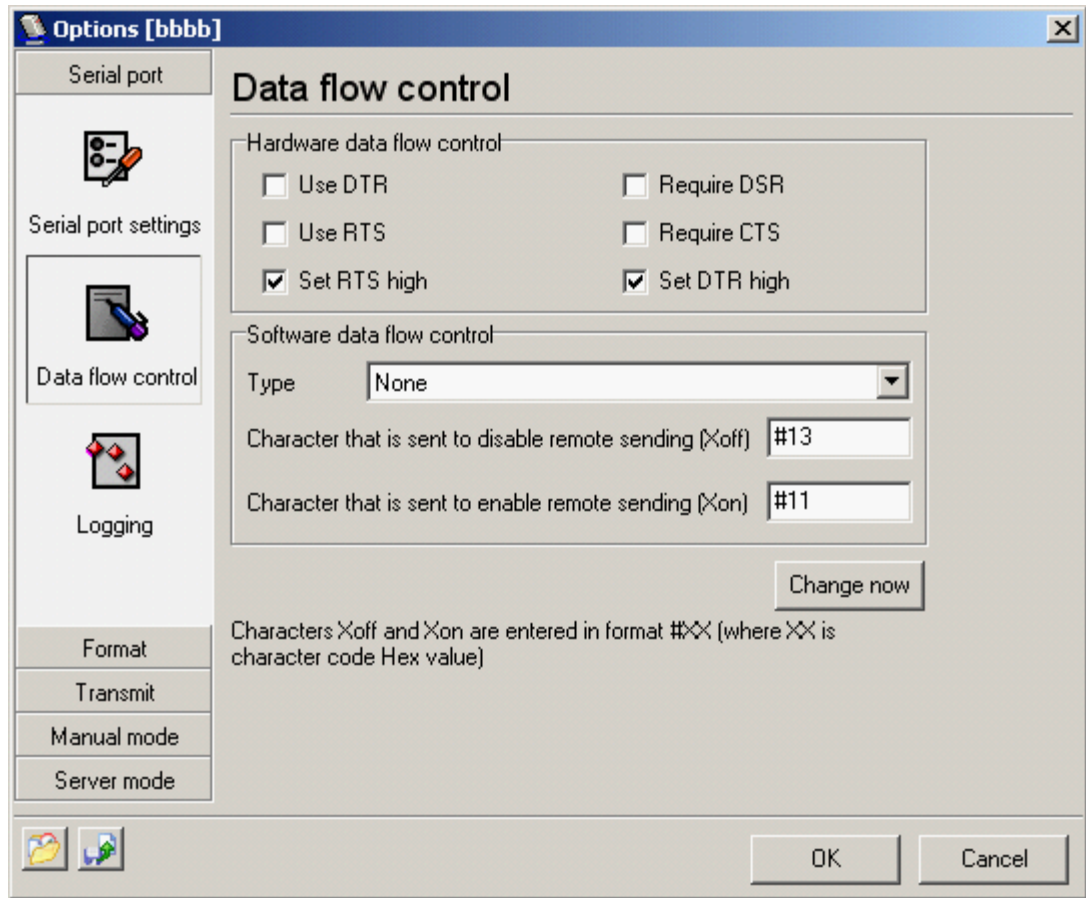 Options [bbbb]
Serial port
Serial port settings
Data flow control
Logging
Format
Transmit
Manual mode
Server mode
Data flow control
Hardware data flow control
Use DTR
Require DSR
Use RTS
Require CTS
Set RTS high
Set DTR high
Software data flow control
Type
None
Character that is sent to disable remote sending (Xoff)
#13
Character that is sent to enable remote sending (Xon)
#11
Change now
Characters Xoff and Xon are entered in format #XX (where XX is
character code Hex value)
OK
Cancel